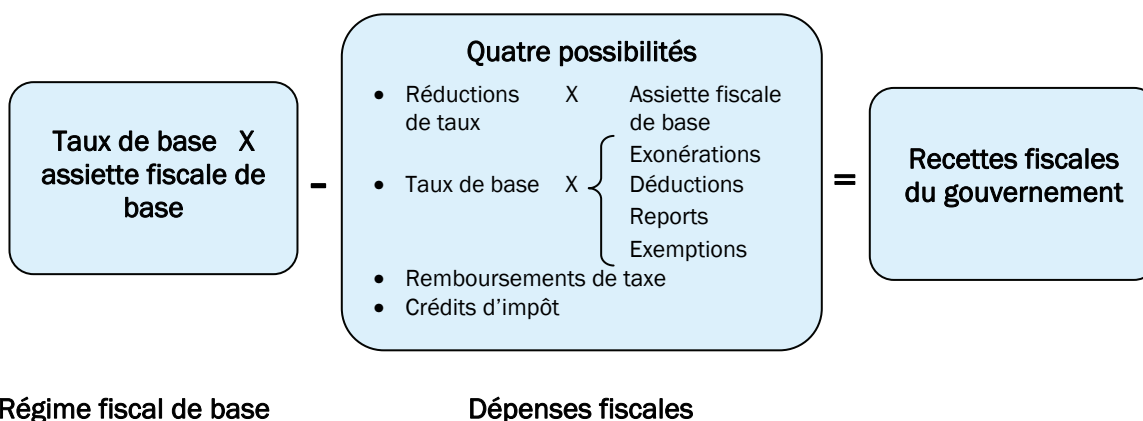 Taux de base X
assiette fiscale de
base
-
Quatre possibilités
• Réductions X Assiette fiscale
de taux de base
• Taux de base X Exonérations
Déductions
Reports
Exemptions
• Remboursements de taxe
• Crédits d'impôt
=
Recettes fiscales
du gouvernement
Régime fiscal de base
Dépenses fiscales